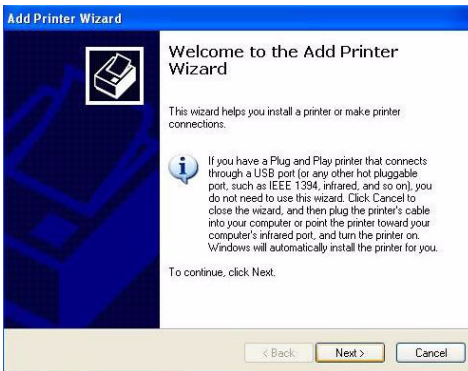 Add Printer Wizard
Welcome to the Add Printer
Wizard
This wizard helps you install a printer or make printer
connections.
If you have a Plug and Play printer that connects
through a USB port (or any other hot pluggable
port, such as IEEE 1394, infrared, and so on), you
do not need to use this wizard. Click Cancel to
close the wizard, and then plug the printer's cable
into your computer or point the printer toward your
computer's infrared port, and turn the printer on.
Windows will automatically install the printer for you.
To continue, click Next.
< Back Next > Cancel